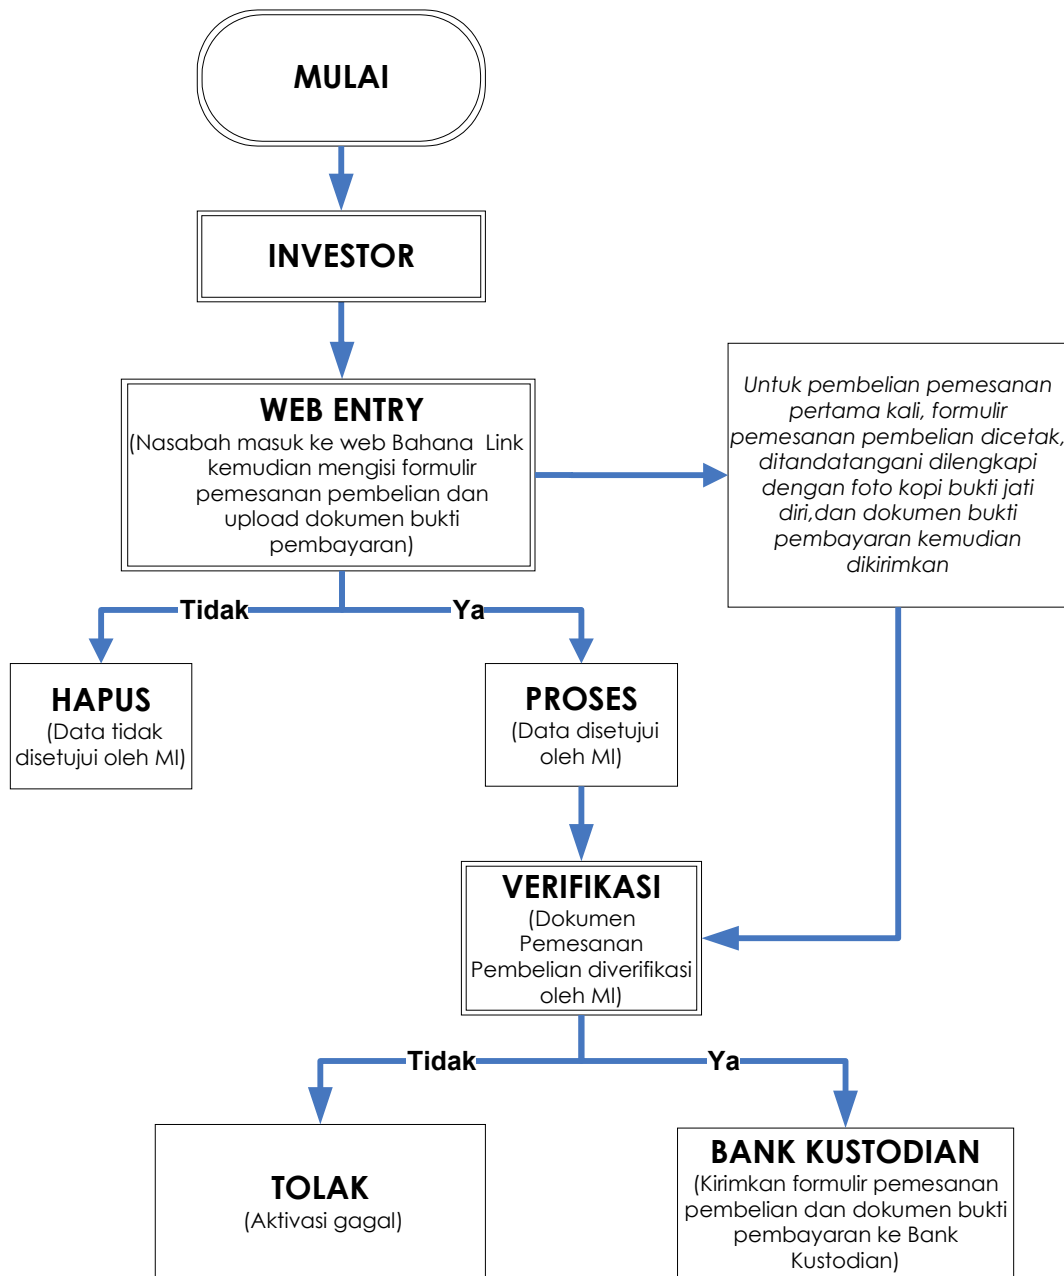 MULAI
INVESTOR
WEB ENTRY
(Nasabah masuk ke web Bahana Link
kemudian mengisi formulir
pemesanan pembelian dan
upload dokumen bukti
pembayaran)
Untuk pembelian pemesanan
pertama kali, formulir
pemesanan pembelian dicetak,
ditandatangani dilengkapi
dengan foto kopi bukti jati
diri,dan dokumen bukti
pembayaran kemudian
dikirimkan
Tidak
Ya
HAPUS
(Data tidak
disetujui oleh MI)
PROSES
(Data disetujui
oleh MI)
VERIFIKASI
(Dokumen
Pemesanan
Pembelian diverifikasi
oleh MI)
Tidak
Ya
TOLAK
(Aktivasi gagal)
BANK KUSTODIAN
(Kirimkan formulir pemesanan
pembelian dan dokumen bukti
pembayaran ke Bank
Kustodian)